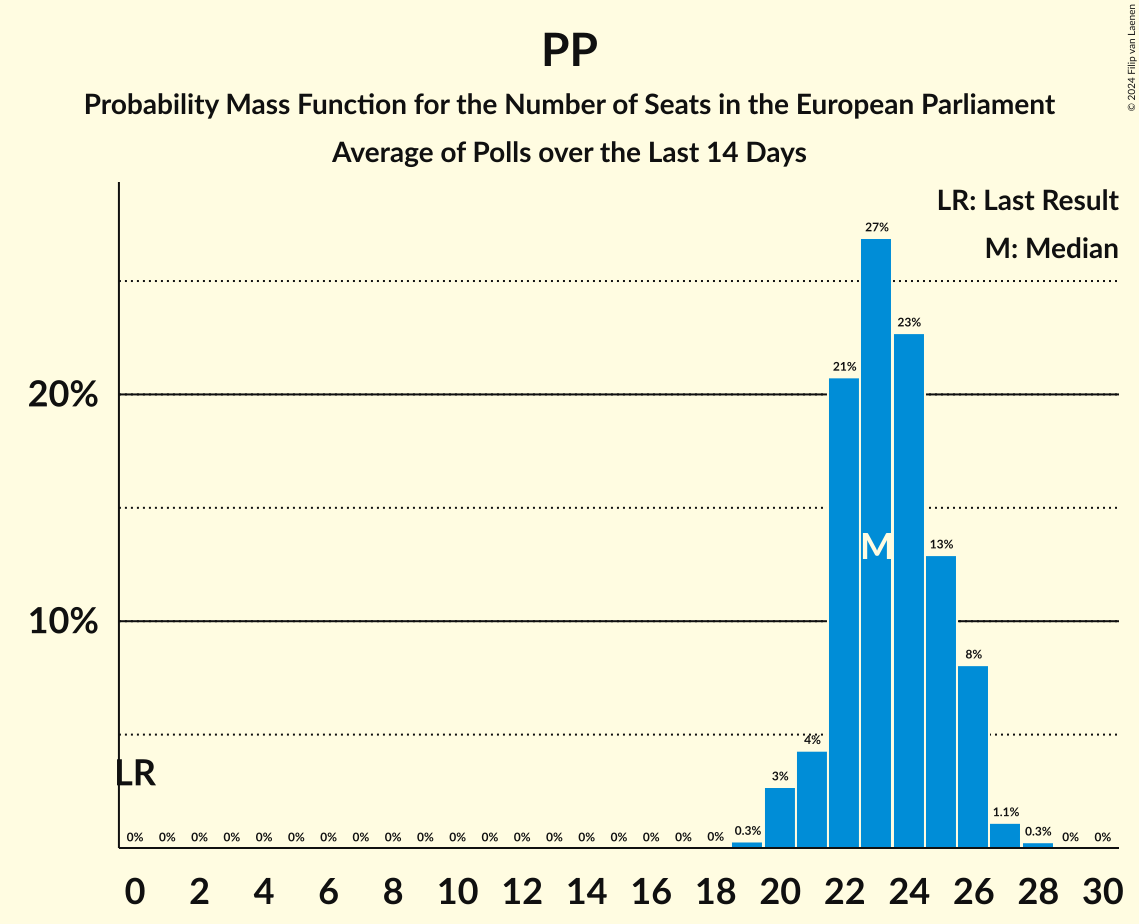 PP
Probability Mass Function for the Number of Seats in the European Parliament
Average of Polls over the Last 14 Days
© 2024 Filip van Laenen
LR: Last Result
M: Median
27%
23%
21%
20%
M
13%
10%
8%
4%
LR
3%
1.1%
0% 0% 0% 0% 0% 0% 0% 0% 0% 0% 0% 0% 0% 0% 0% 0% 0% 0% 0% 0.3% 0.3% 0% 0%
0 2 4 6 8 10 12 14 16 18 20 22 24 26 28 30